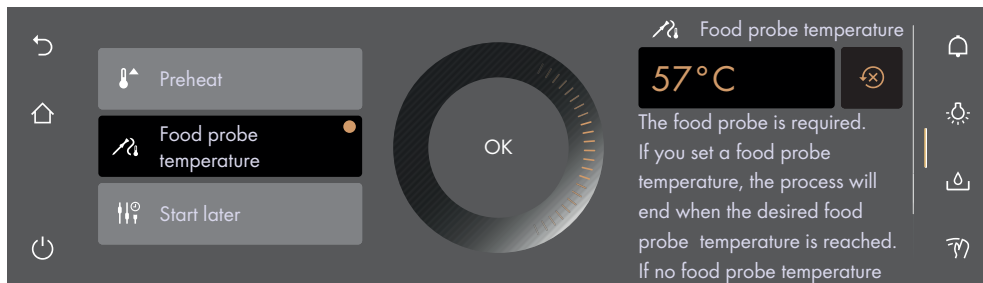 Preheat
Food probe
temperature
Start later
OK
Food probe temperature
57°C
The food probe is required.
If you set a food probe
temperature, the process will
end when the desired food
probe temperature is reached.
If no food probe temperature